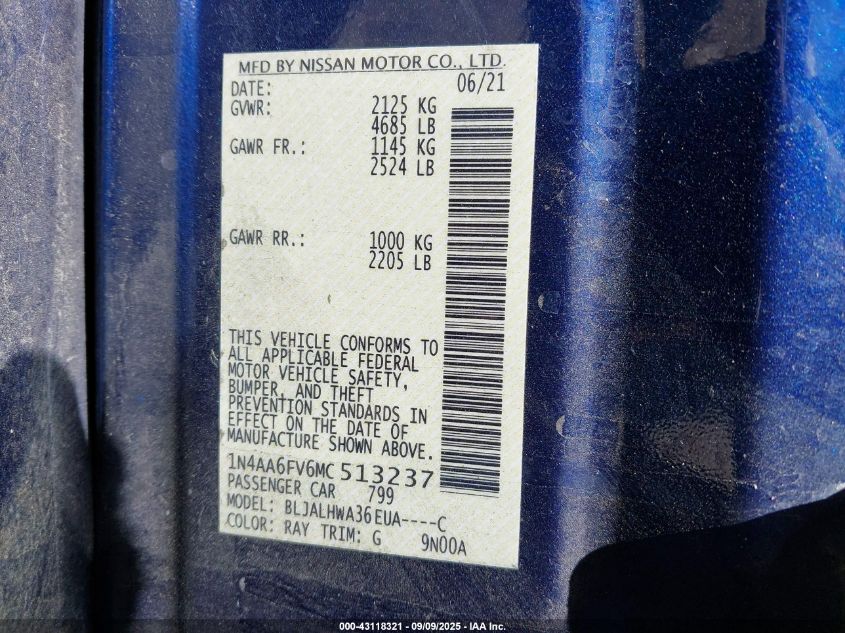 MFD BY NISSAN MOTOR CO., LTD.
DATE: 06/21
GVWR: 2125 KG
4685 LB
GAWR FR.: 1145 KG
2524 LB
GAWR RR.: 1000 KG
2205 LB
THIS VEHICLE CONFORMS TO
ALL APPLICABLE FEDERAL
MOTOR VEHICLE SAFETY,
BUMPER, AND THEFT
PREVENTION STANDARDS IN
EFFECT ON THE DATE OF
MANUFACTURE SHOWN ABOVE.
1N4AA6FV6MC513237
PASSENGER CAR 799
MODEL: BLJALHWA36EUA----C
COLOR: RAY TRIM: G 9N00A
000-43118321 - 09/09/2025 - IAA Inc.